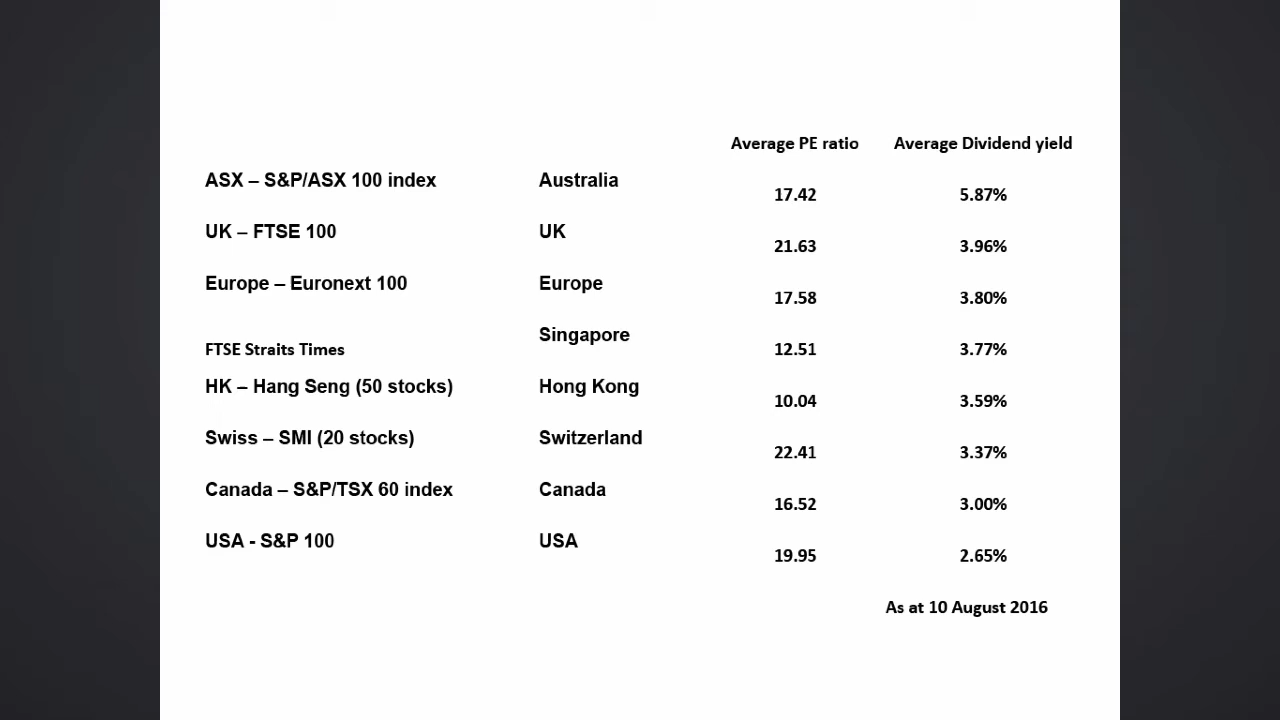 Average PE ratio Average Dividend yield
ASX – S&P/ASX 100 index Australia 17.42 5.87%
UK – FTSE 100 UK 21.63 3.96%
Europe – Euronext 100 Europe 17.58 3.80%
FTSE Straits Times Singapore 12.51 3.77%
HK – Hang Seng (50 stocks) Hong Kong 10.04 3.59%
Swiss – SMI (20 stocks) Switzerland 22.41 3.37%
Canada – S&P/TSX 60 index Canada 16.52 3.00%
USA - S&P 100 USA 19.95 2.65%
As at 10 August 2016